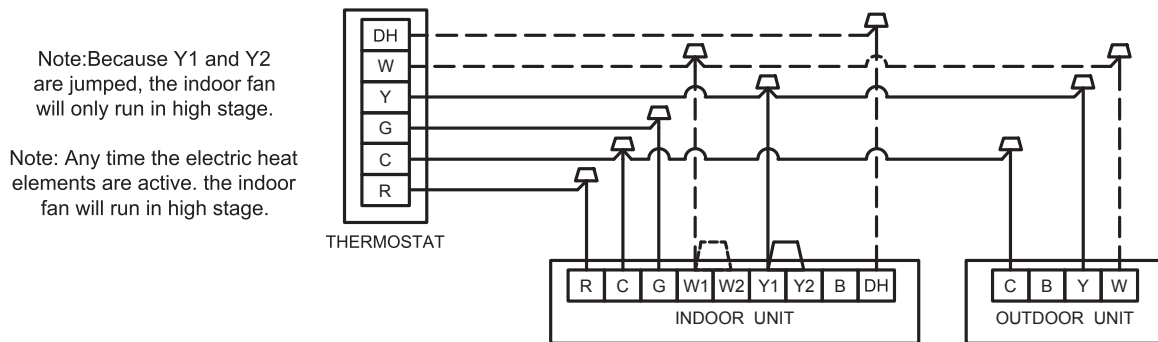 Note:Because Y1 and Y2
are jumped, the indoor fan
will only run in high stage.
Note: Any time the electric heat
elements are active. the indoor
fan will run in high stage.
DH
W
Y
G
C
R
THERMOSTAT
R C G W1 W2 Y1 Y2 B DH
INDOOR UNIT
C B Y W
OUTDOOR UNIT